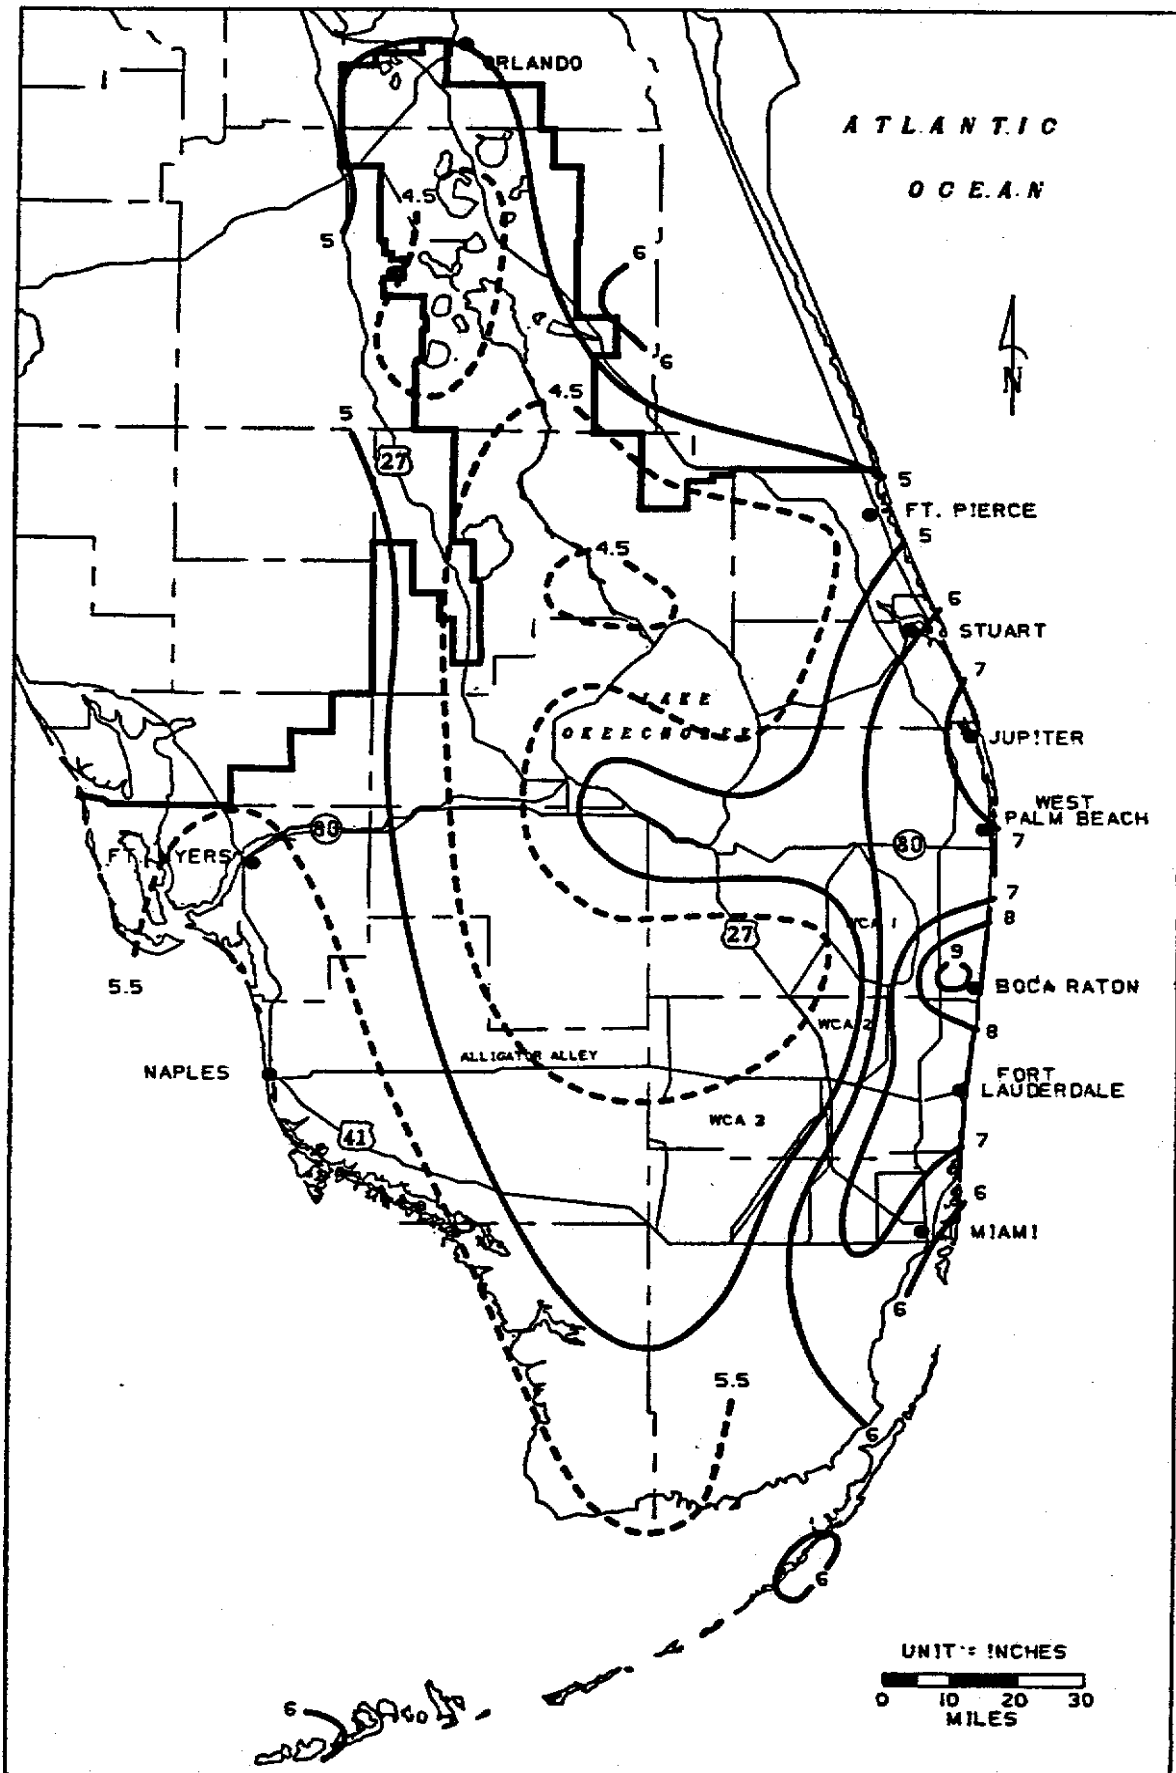 ORLANDO
ATLANTIC
OCEAN
4.5
5
6
6
N
4.5
5
27
5
FT. PIERCE
5
4.5
6
STUART
7
LAKE
OKEECHOBEE
JUPITER
WEST
PALM BEACH
80
80
7
FT. MYERS
7
WCA 1
8
27
9
5.5
BOCA RATON
WCA 2
8
ALLIGATOR ALLEY
NAPLES
FORT
LAUDERDALE
WCA 3
41
7
6
MIAMI
6
5.5
6
6
UNIT = INCHES
0 10 20 30
MILES
6